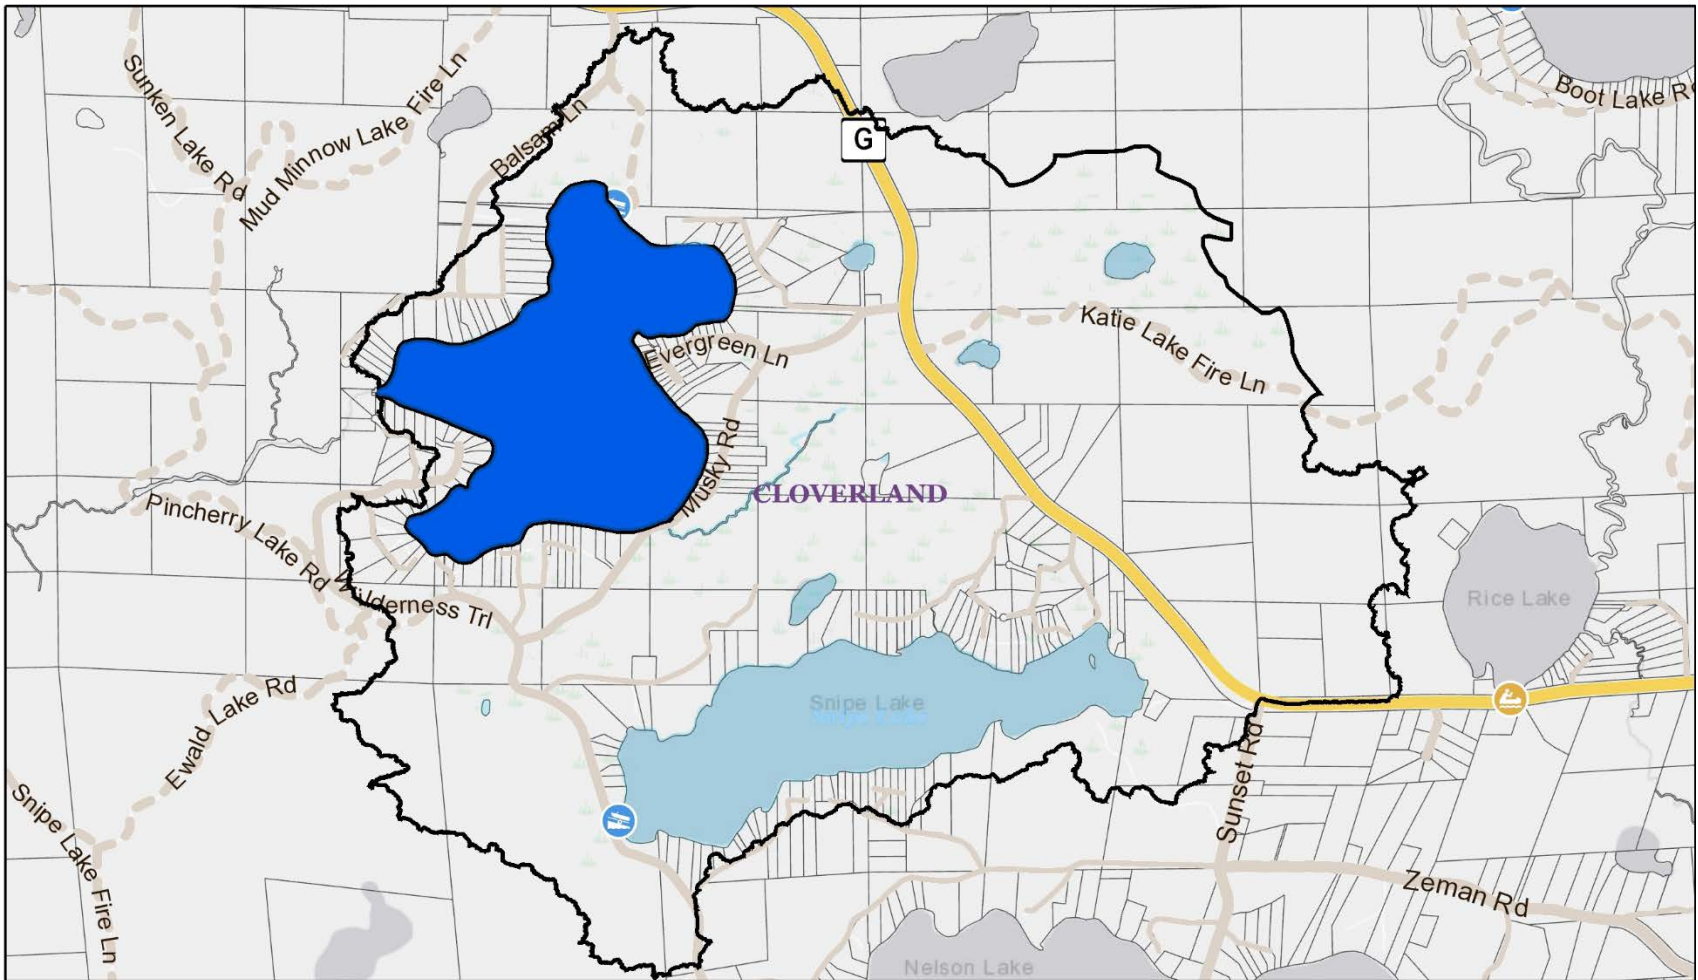 Sunken Lake Rd
Mud Minnow Lake Fire Ln
Balsam Ln
G
Boot Lake Rd
Evergreen Ln
Katie Lake Fire Ln
Musky Rd
CLOVERLAND
Pincherry Lake Rd
Wilderness Trl
Rice Lake
Snipe Lake
Snipe Lake
Ewald Lake Rd
Snipe Lake Fire Ln
Sunset Rd
Zeman Rd
Nelson Lake